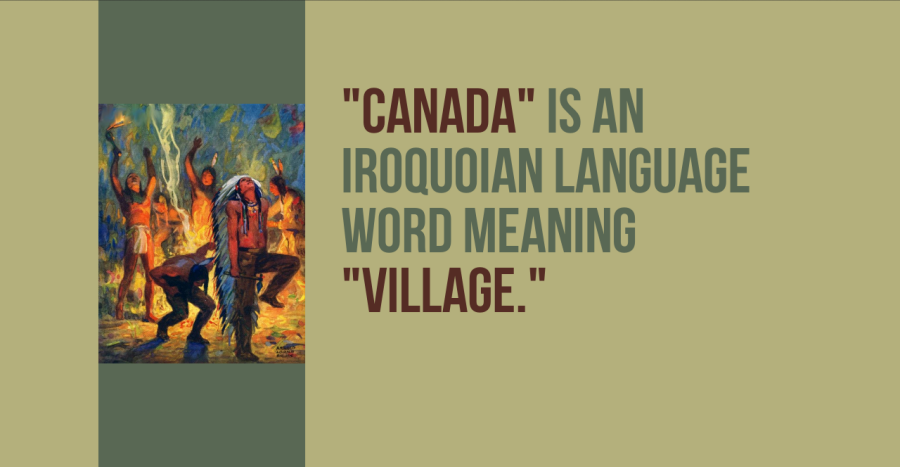 "CANADA" IS AN
IROQUOIAN LANGUAGE
WORD MEANING
"VILLAGE."